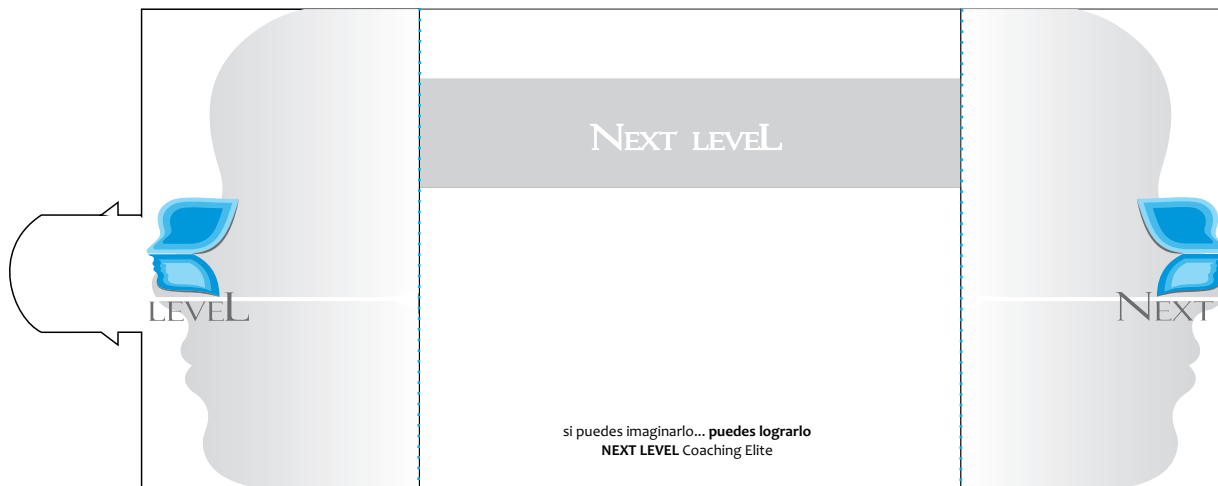 NEXT LEVEL
LEVEL
NEXT
si puedes imaginarlo... puedes lograrlo
NEXT LEVEL Coaching Elite